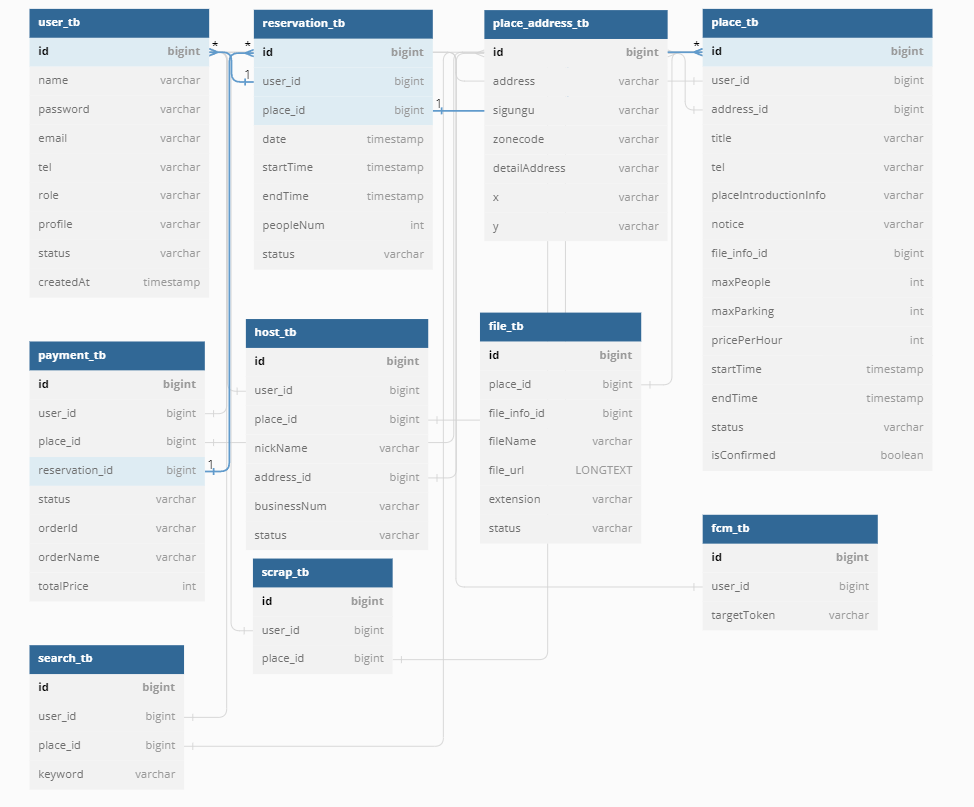 user_tb
id bigint
name varchar
password varchar
email varchar
tel varchar
role varchar
profile varchar
status varchar
createdAt timestamp
*
*
1
reservation_tb
id bigint
user_id bigint
place_id bigint
date timestamp
startTime timestamp
endTime timestamp
peopleNum int
status varchar
1
place_address_tb
id bigint
address varchar
sigungu varchar
zonecode varchar
detailAddress varchar
x varchar
y varchar
*
place_tb
id bigint
user_id bigint
address_id bigint
title varchar
tel varchar
placeIntroductionInfo varchar
notice varchar
file_info_id bigint
maxPeople int
maxParking int
pricePerHour int
startTime timestamp
endTime timestamp
status varchar
isConfirmed boolean
payment_tb
id bigint
user_id bigint
place_id bigint
reservation_id bigint
status varchar
orderId varchar
orderName varchar
totalPrice int
1
host_tb
id bigint
user_id bigint
place_id bigint
nickName varchar
address_id bigint
businessNum varchar
status varchar
file_tb
id bigint
place_id bigint
file_info_id bigint
fileName varchar
file_url LONGTEXT
extension varchar
status varchar
fcm_tb
id bigint
user_id bigint
targetToken varchar
scrap_tb
id bigint
user_id bigint
place_id bigint
search_tb
id bigint
user_id bigint
place_id bigint
keyword varchar